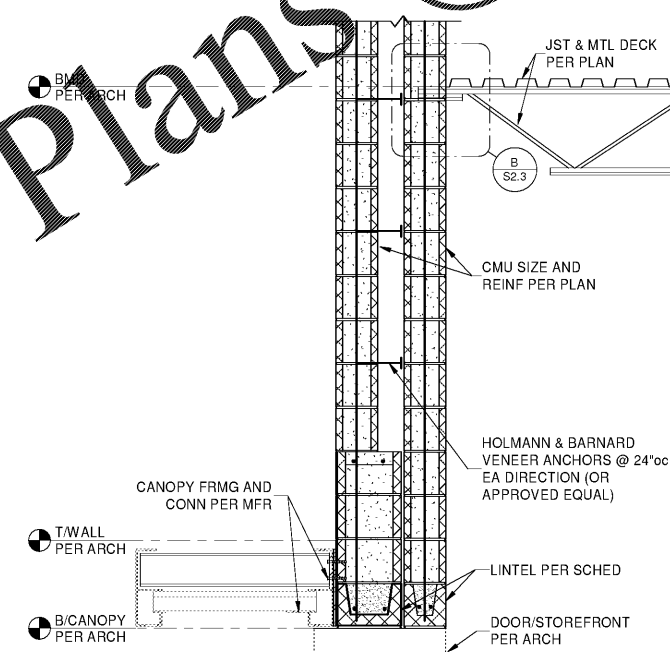 Plans
JST & MTL DECK
PER PLAN
BMD
PER ARCH
B
S2.3
CMU SIZE AND
REINF PER PLAN
HOLMANN & BARNARD
VENEER ANCHORS @ 24"oc
EA DIRECTION (OR
APPROVED EQUAL)
CANOPY FRMG AND
CONN PER MFR
T/WALL
PER ARCH
LINTEL PER SCHED
B/CANOPY
PER ARCH
DOOR/STOREFRONT
PER ARCH